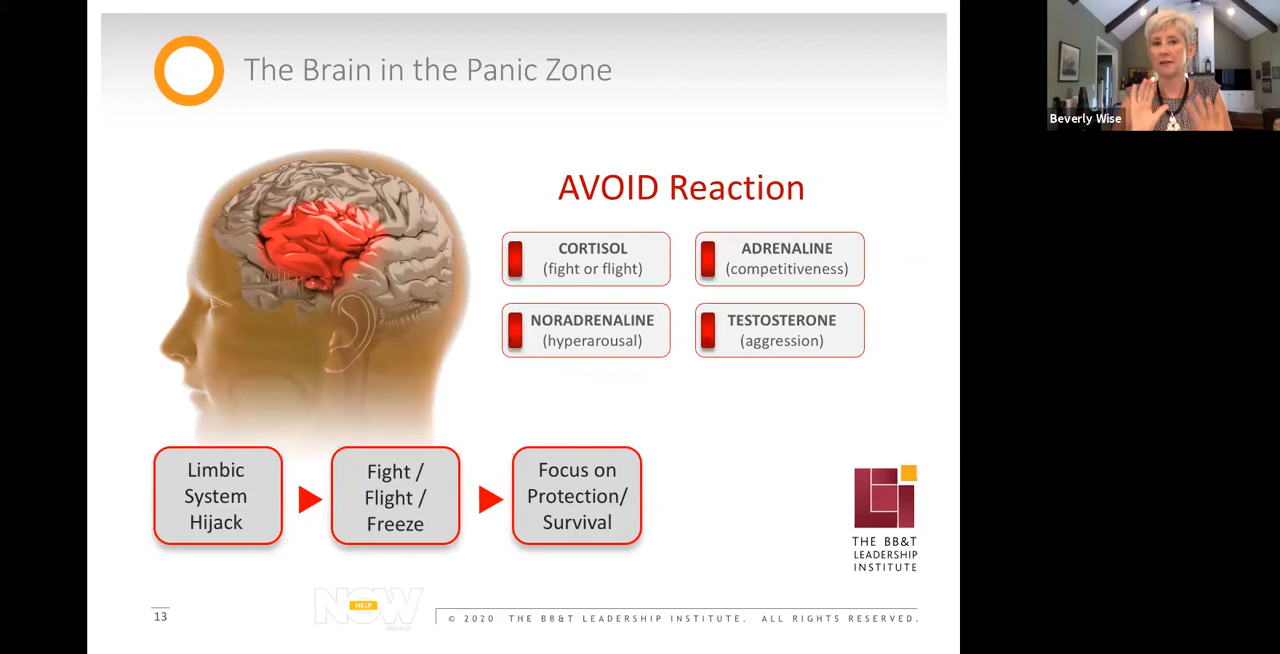 The Brain in the Panic Zone
Beverly Wise
AVOID Reaction
CORTISOL
(fight or flight)
ADRENALINE
(competitiveness)
NORADRENALINE
(hyperarousal)
TESTOSTERONE
(aggression)
Limbic
System
Hijack
Fight /
Flight /
Freeze
Focus on
Protection/
Survival
THE BB&T
LEADERSHIP
INSTITUTE
13
NOW
HELP
© 2020 THE BB&T LEADERSHIP INSTITUTE. ALL RIGHTS RESERVED.